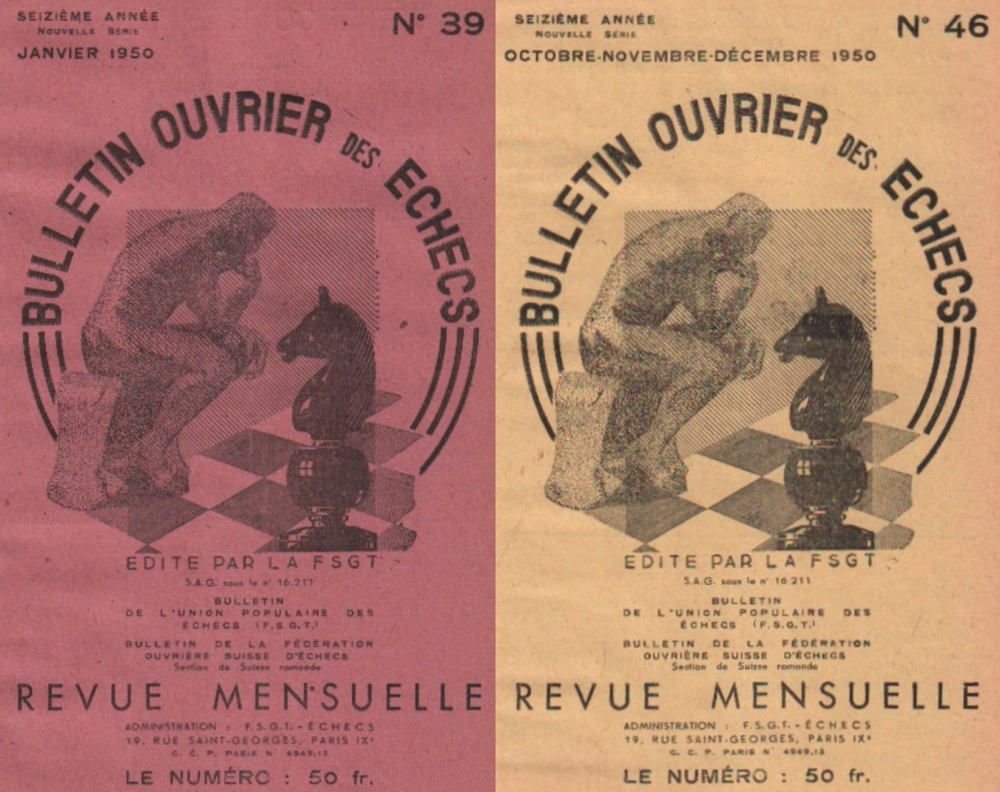 SEIZIÈME ANNÉE
NOUVELLE SÉRIE
JANVIER 1950
N° 39
BULLETIN OUVRIER DES ECHECS
EDITE PAR LA FSGT
S.A.G. sous le n° 16.211
BULLETIN
DE L'UNION POPULAIRE DES
ÉCHECS (F.S.G.T.)
BULLETIN DE LA FÉDÉRATION
OUVRIÈRE SUISSE D'ÉCHECS
Section de Suisse romande
REVUE MENSUELLE
ADMINISTRATION : F.S.G.T. - ÉCHECS
19, RUE SAINT-GEORGES, PARIS IXe
C. C. P. PARIS N° 4949.13
LE NUMÉRO : 50 fr.
SEIZIÈME ANNÉE
NOUVELLE SÉRIE
OCTOBRE-NOVEMBRE-DÉCEMBRE 1950
N° 46
BULLETIN OUVRIER DES ECHECS
EDITE PAR LA FSGT
S.A.G. sous le n° 16 211
BULLETIN
DE L'UNION POPULAIRE DES
ÉCHECS (F.S.G.T.)
BULLETIN DE LA FÉDÉRATION
OUVRIÈRE SUISSE D'ÉCHECS
Section de Suisse romande
REVUE MENSUELLE
ADMINISTRATION : F.S.G.T. - ÉCHECS
19, RUE SAINT-GEORGES, PARIS IXe
C. C. P. PARIS N° 4949.13
LE NUMÉRO : 50 fr.